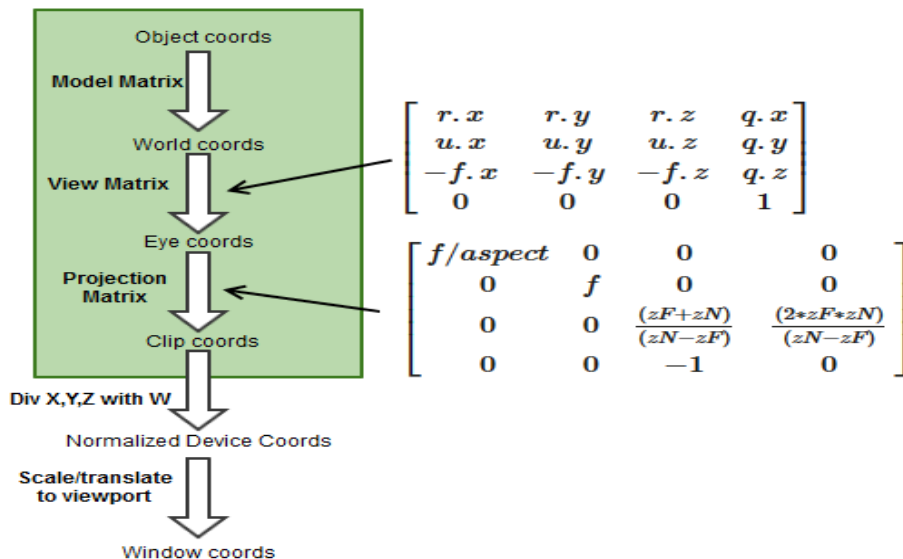 Object coords
Model Matrix
World coords
View Matrix
Eye coords
Projection
Matrix
Clip coords
Div X,Y,Z with W
Normalized Device Coords
Scale/translate
to viewport
Window coords
r.x r.y r.z q.x
u.x u.y u.z q.y
-f.x -f.y -f.z q.z
0 0 0 1
f/aspect 0 0 0
0 f 0 0
0 0 (zF+zN)/(zN-zF) (2*zF*zN)/(zN-zF)
0 0 -1 0